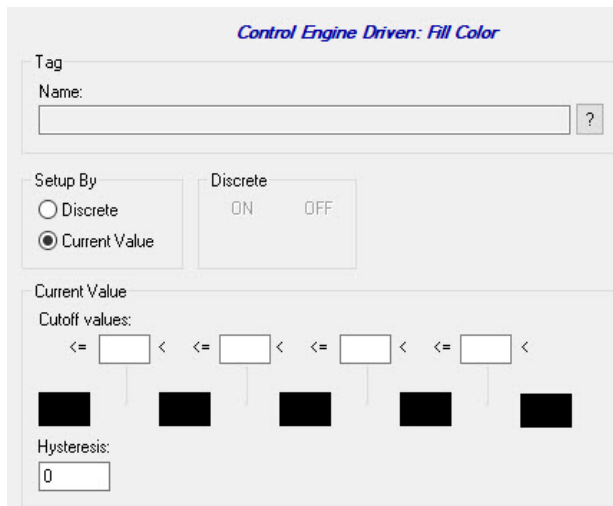 Control Engine Driven: Fill Color
Tag
Name:
?
Setup By
Discrete
Discrete
ON OFF
Current Value
Current Value
Cutoff values:
<= < <= < <= < <= <
Hysteresis:
0